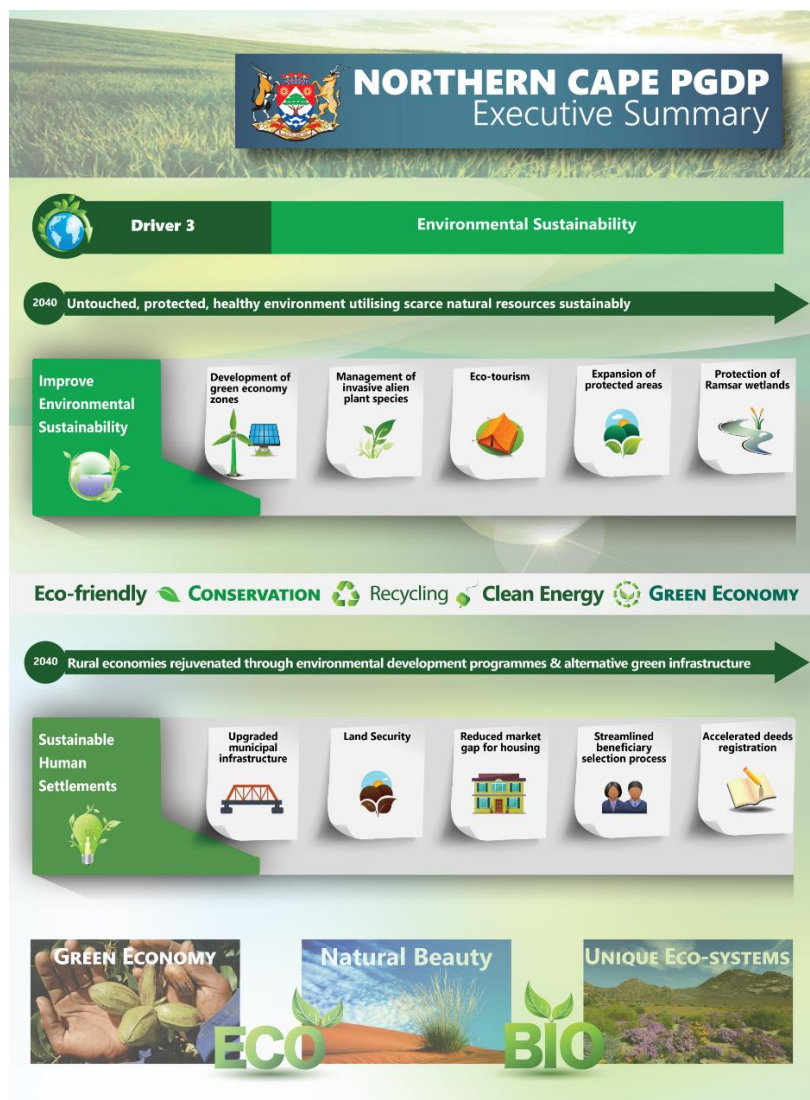 NORTHERN CAPE PGDP
Executive Summary
Driver 3
Environmental Sustainability
2040 Untouched, protected, healthy environment utilising scarce natural resources sustainably
Improve
Environmental
Sustainability
Development of
green economy
zones
Management of
invasive alien
plant species
Eco-tourism
Expansion of
protected areas
Protection of
Ramsar wetlands
Eco-friendly CONSERVATION Recycling Clean Energy GREEN ECONOMY
2040 Rural economies rejuvenated through environmental development programmes & alternative green infrastructure
Sustainable
Human
Settlements
Upgraded
municipal
infrastructure
Land Security
Reduced market
gap for housing
Streamlined
beneficiary
selection process
Accelerated deeds
registration
GREEN ECONOMY
Natural Beauty
UNIQUE ECO-SYSTEMS
ECO
BIO